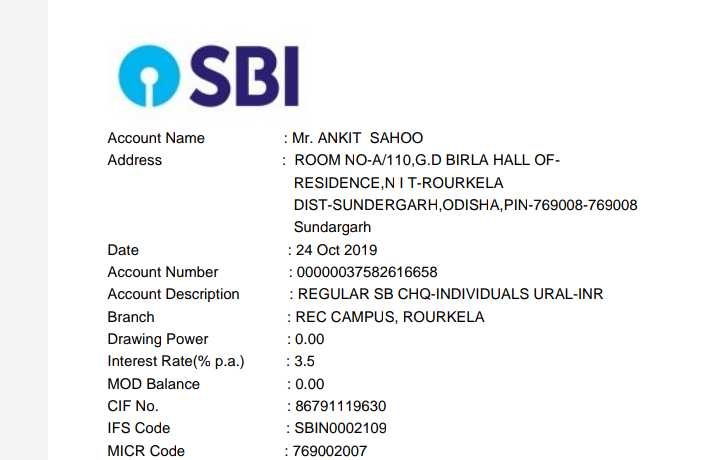 SBI
Account Name : Mr. ANKIT SAHOO
Address : ROOM NO-A/110,G.D BIRLA HALL OF-
RESIDENCE,N I T-ROURKELA
DIST-SUNDERGARH,ODISHA,PIN-769008-769008
Sundargarh
Date : 24 Oct 2019
Account Number : 00000037582616658
Account Description : REGULAR SB CHQ-INDIVIDUALS URAL-INR
Branch : REC CAMPUS, ROURKELA
Drawing Power : 0.00
Interest Rate(% p.a.) : 3.5
MOD Balance : 0.00
CIF No. : 86791119630
IFS Code : SBIN0002109
MICR Code : 769002007